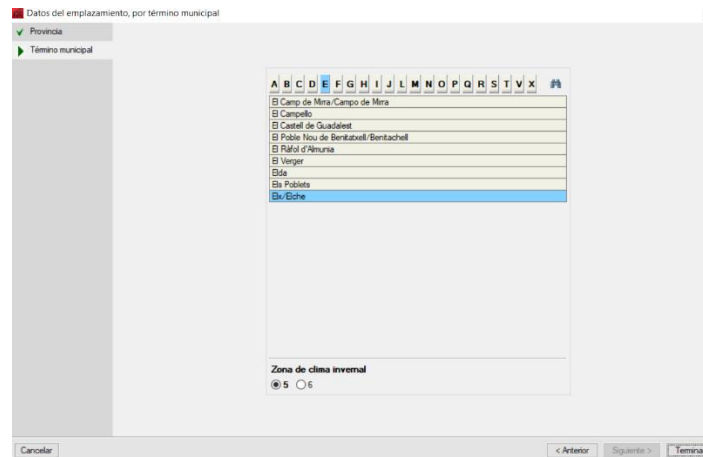 Datos del emplazamiento, por término municipal
Provincia
Término municipal
A B C D E F G H I J L M N O P Q R S T V X
El Camp de Mirra/Campo de Mirra
El Campello
El Castell de Guadalest
El Poble Nou de Benitatxell/Benitachell
El Ràfol d'Almunia
El Verger
Elda
Els Poblets
Elx/Elche
Zona de clima invernal
5 6
Cancelar < Anterior Siguiente > Termina